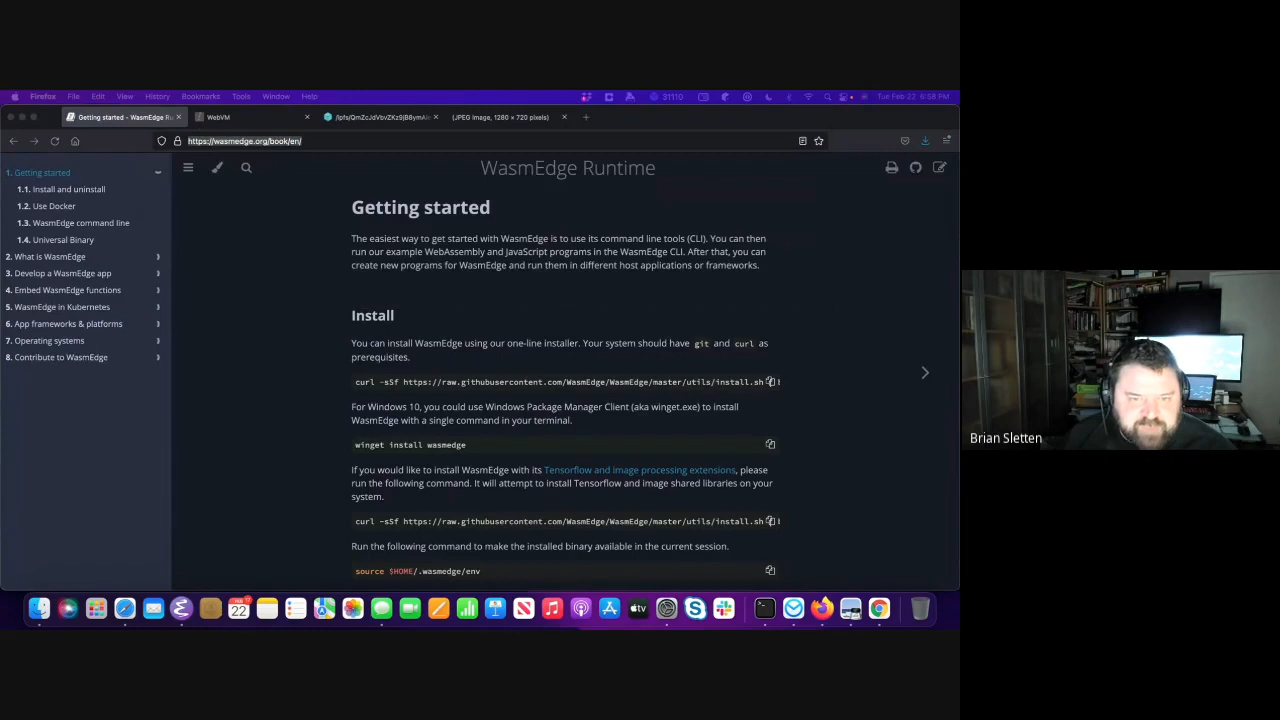 Firefox File Edit View History Bookmarks Tools Window Help
31110 Tue Feb 22 6:58 PM
Getting started - WasmEdge Ru
WebVM
(JPEG Image, 1280 × 720 pixels)
https://wasmedge.org/book/en/
1. Getting started
1.1. Install and uninstall
1.2. Use Docker
1.3. WasmEdge command line
1.4. Universal Binary
2. What is WasmEdge
3. Develop a WasmEdge app
4. Embed WasmEdge functions
5. WasmEdge in Kubernetes
6. App frameworks & platforms
7. Operating systems
8. Contribute to WasmEdge
WasmEdge Runtime
Getting started
The easiest way to get started with WasmEdge is to use its command line tools (CLI). You can then
run our example WebAssembly and JavaScript programs in the WasmEdge CLI. After that, you can
create new programs for WasmEdge and run them in different host applications or frameworks.
Install
You can install WasmEdge using our one-line installer. Your system should have git and curl as
prerequisites.
curl -sSf https://raw.githubusercontent.com/WasmEdge/WasmEdge/master/utils/install.sh
For Windows 10, you could use Windows Package Manager Client (aka winget.exe) to install
WasmEdge with a single command in your terminal.
winget install wasmedge
If you would like to install WasmEdge with its Tensorflow and image processing extensions, please
run the following command. It will attempt to install Tensorflow and image shared libraries on your
system.
curl -sSf https://raw.githubusercontent.com/WasmEdge/WasmEdge/master/utils/install.sh
Run the following command to make the installed binary available in the current session.
source $HOME/.wasmedge/env
FEB
22
tv
Brian Sletten